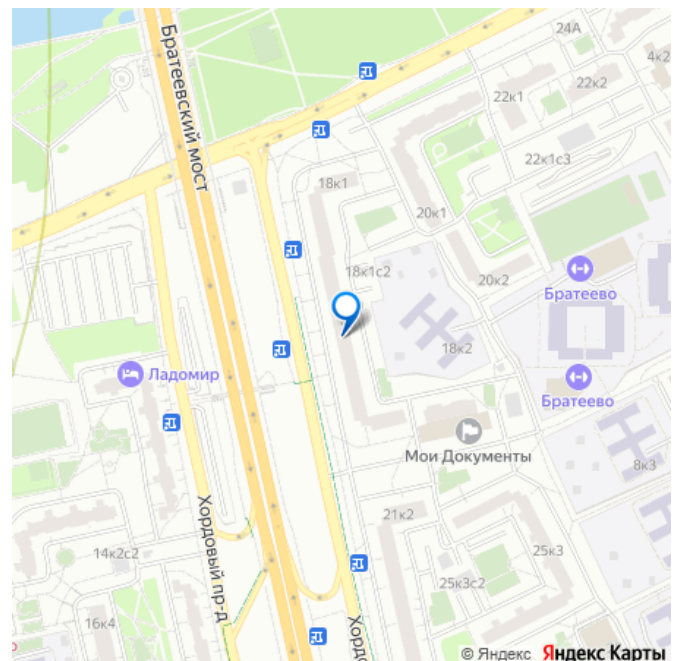 24А
4к2
22к2
22к1
Братеевский мост
22к1с3
18к1
20к1
18к1с2
20к2
Братеево
18к2
Ладомир
Братеево
Мои Документы
8к3
21к2
Хордовый пр-д
14к2с2
25к3
25к3с2
16к4
Хордо
© Яндекс Яндекс Карты